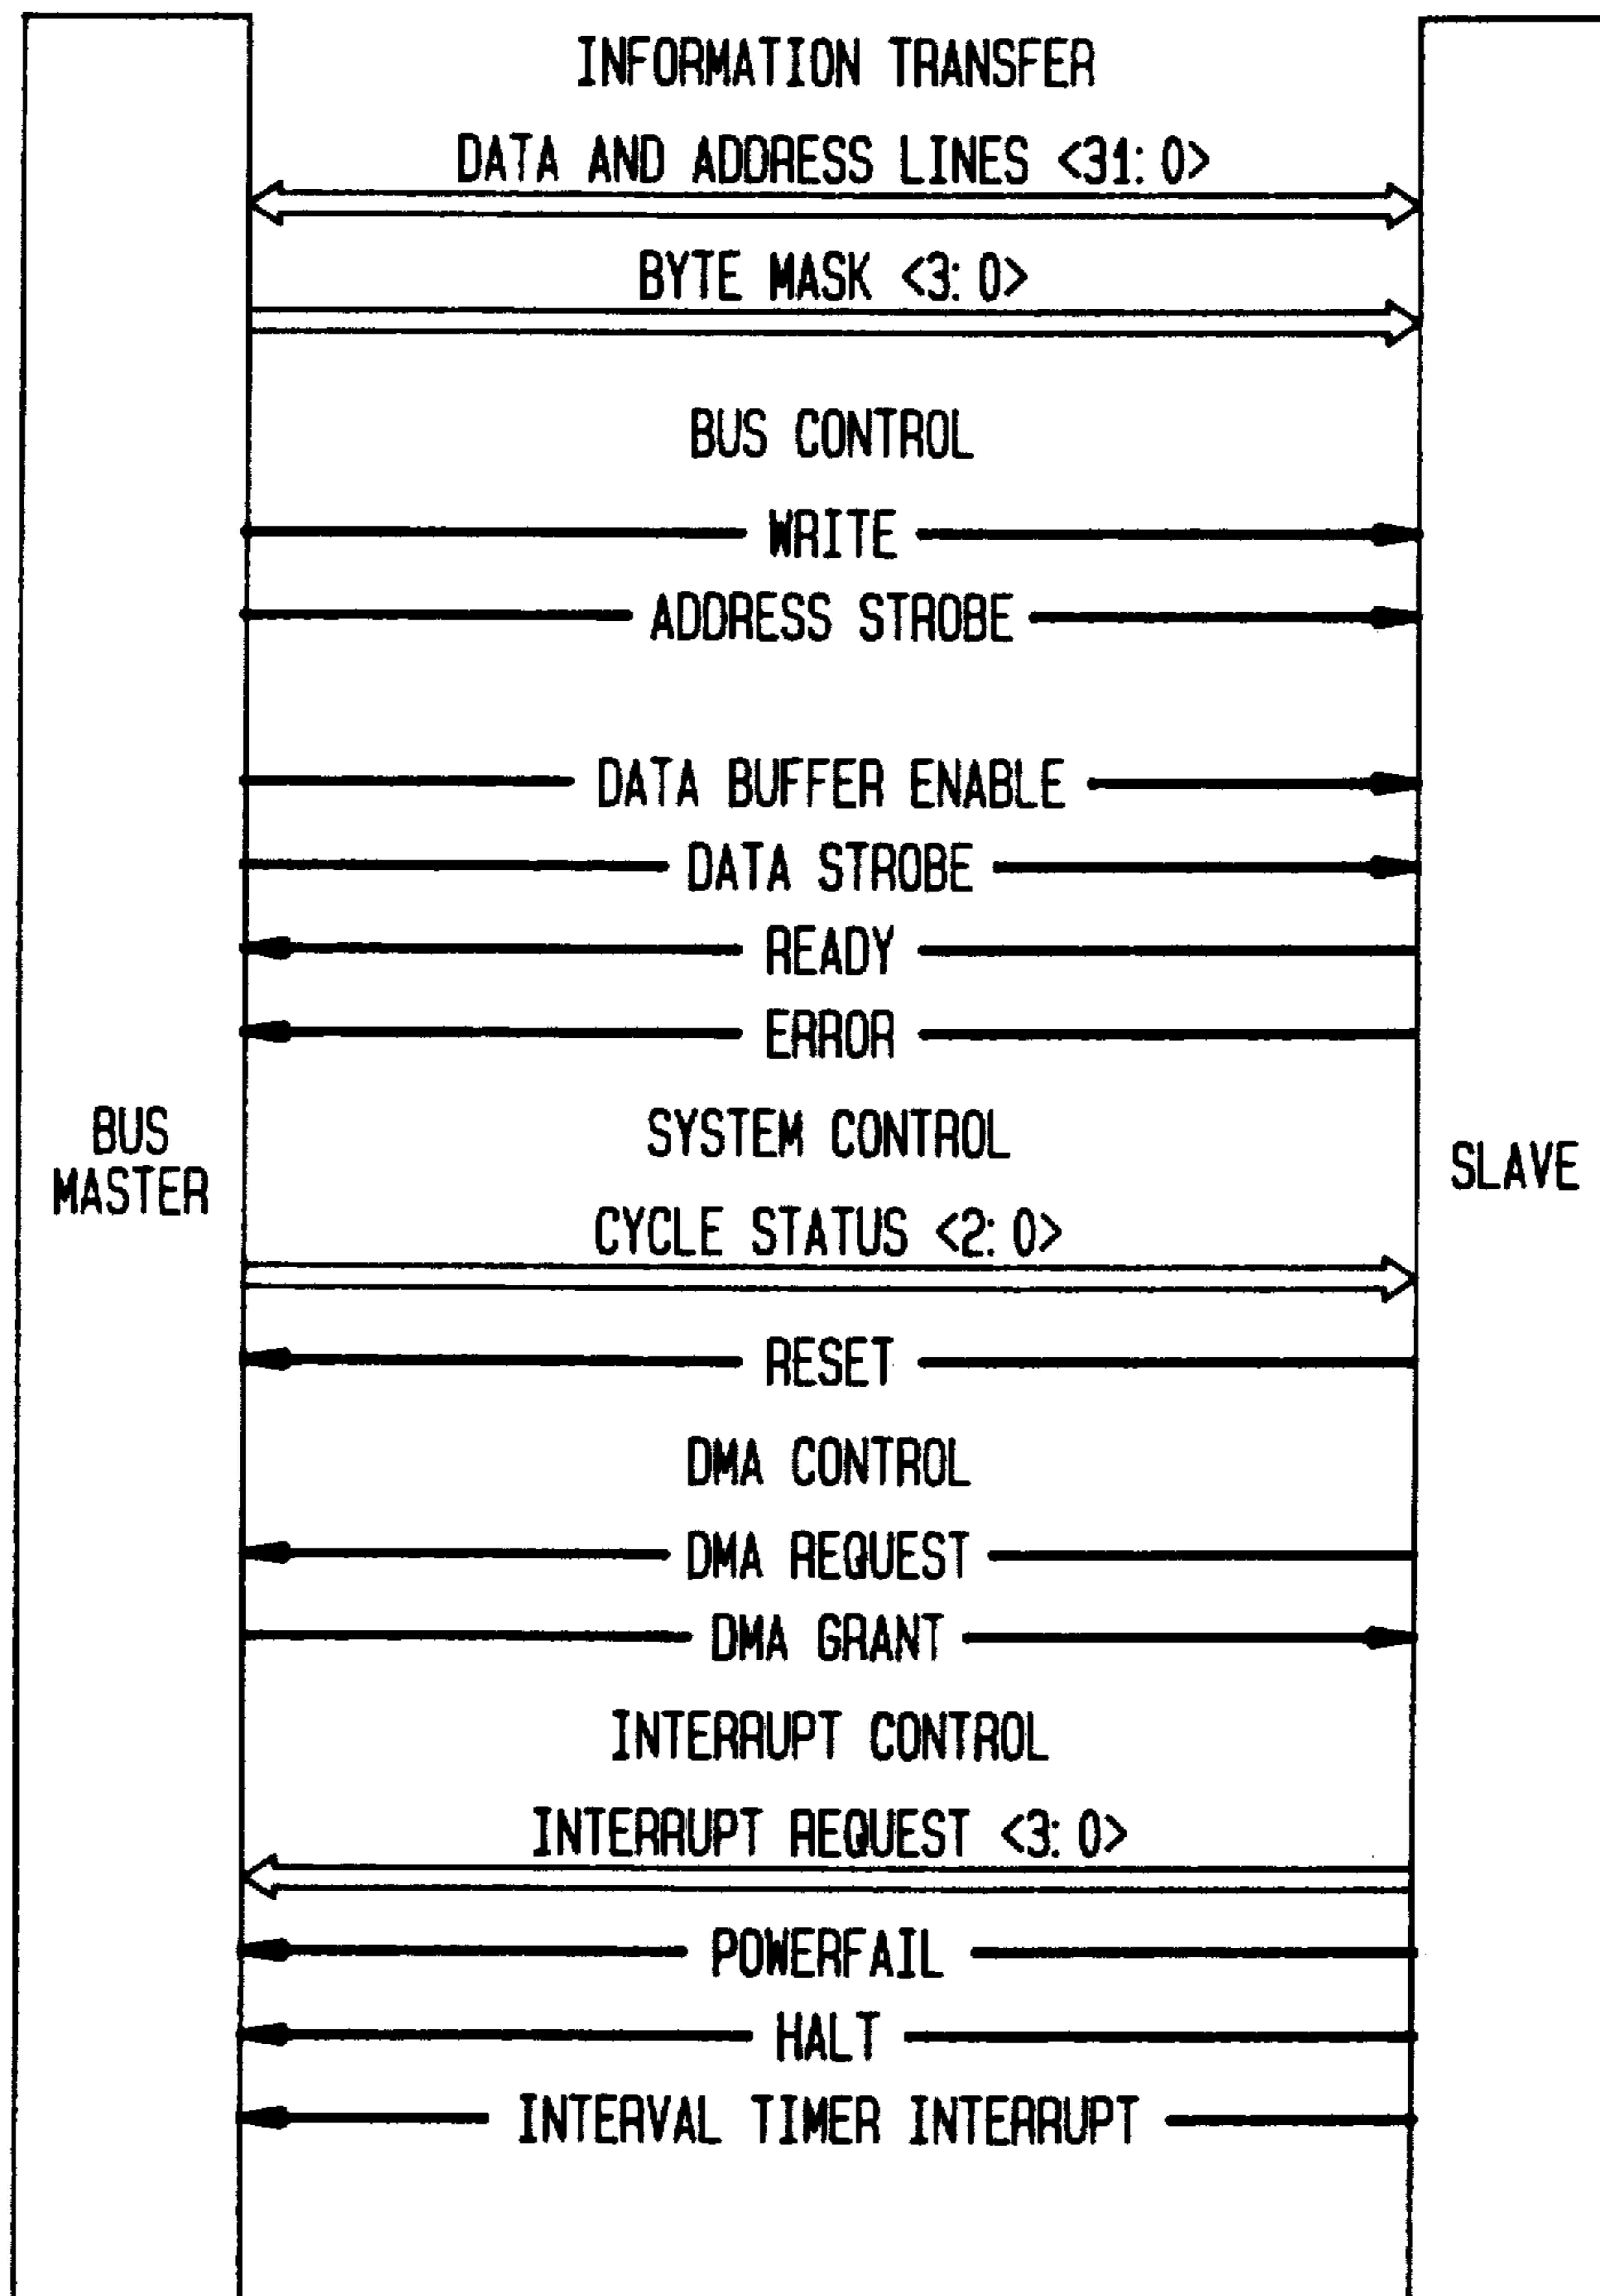 INFORMATION TRANSFER
DATA AND ADDRESS LINES <31:0>
BYTE MASK <3:0>
BUS CONTROL
WRITE
ADDRESS STROBE
DATA BUFFER ENABLE
DATA STROBE
READY
ERROR
BUS
MASTER
SYSTEM CONTROL
SLAVE
CYCLE STATUS <2:0>
RESET
DMA CONTROL
DMA REQUEST
DMA GRANT
INTERRUPT CONTROL
INTERRUPT REQUEST <3:0>
POWERFAIL
HALT
INTERVAL TIMER INTERRUPT